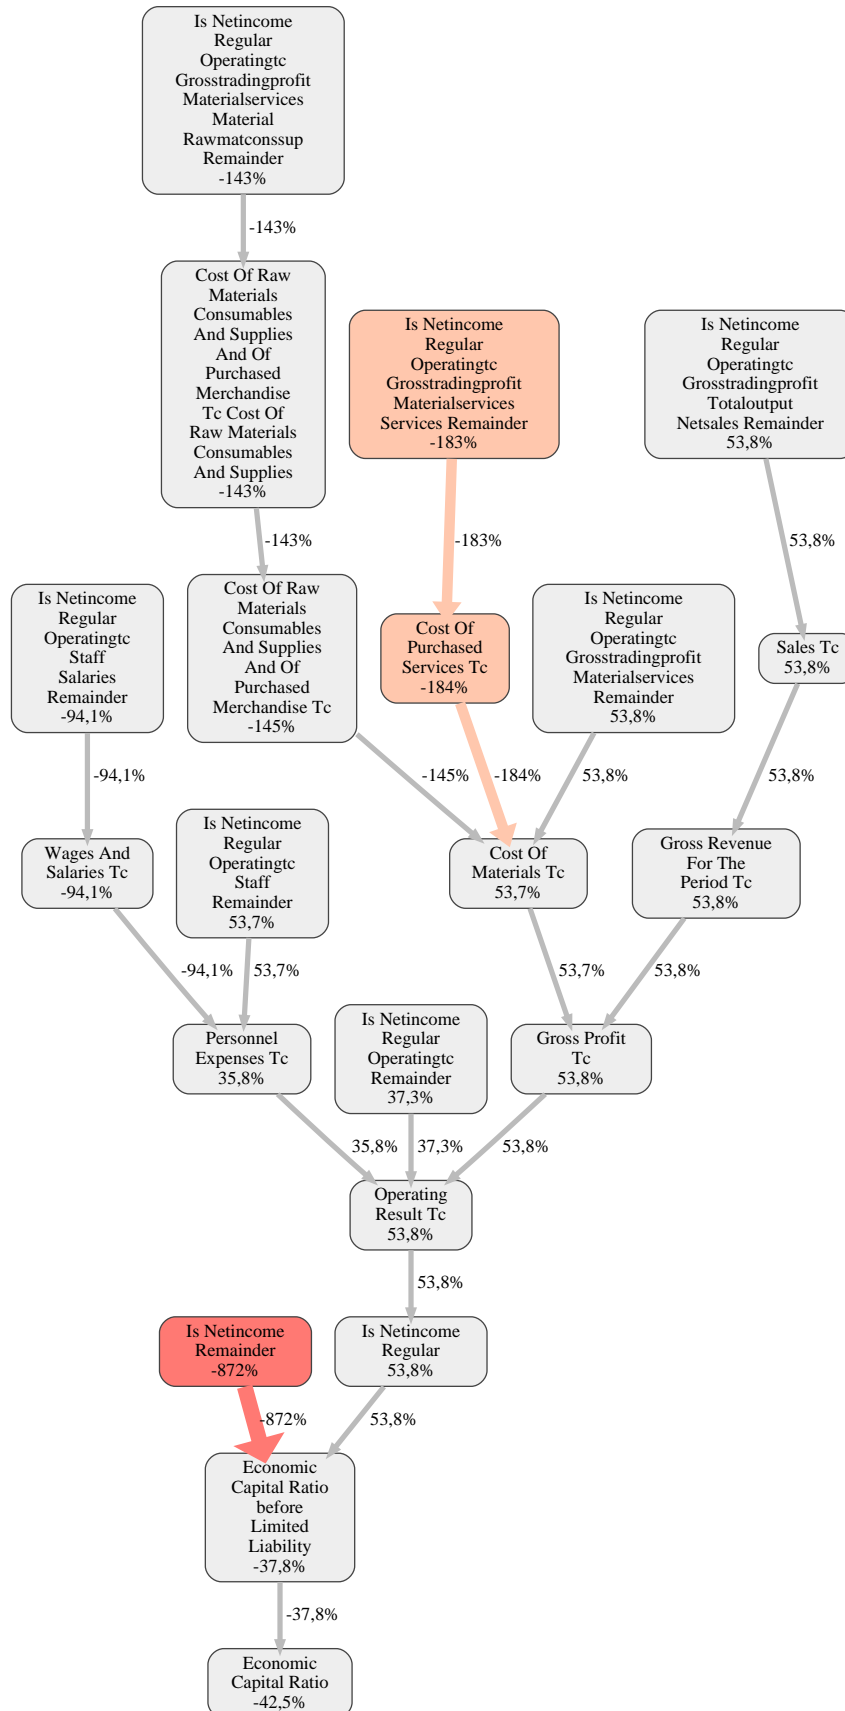 Is Netincome
Regular
Operatingtc
Grosstradingprofit
Materialservices
Material
Rawmatconssup
Remainder
-143%
-143%
Cost Of Raw
Materials
Consumables
And Supplies
And Of
Purchased
Merchandise
Tc Cost Of
Raw Materials
Consumables
And Supplies
-143%
Is Netincome
Regular
Operatingtc
Grosstradingprofit
Materialservices
Services Remainder
-183%
Is Netincome
Regular
Operatingtc
Grosstradingprofit
Totaloutput
Netsales Remainder
53,8%
-143%
-183%
53,8%
Is Netincome
Regular
Operatingtc
Staff
Salaries
Remainder
-94,1%
Cost Of Raw
Materials
Consumables
And Supplies
And Of
Purchased
Merchandise Tc
-145%
Cost Of
Purchased
Services Tc
-184%
Is Netincome
Regular
Operatingtc
Grosstradingprofit
Materialservices
Remainder
53,8%
Sales Tc
53,8%
-94,1%
-145%
-184%
53,8%
53,8%
Wages And
Salaries Tc
-94,1%
Is Netincome
Regular
Operatingtc
Staff
Remainder
53,7%
Cost Of
Materials Tc
53,7%
Gross Revenue
For The
Period Tc
53,8%
-94,1%
53,7%
53,7%
53,8%
Personnel
Expenses Tc
35,8%
Is Netincome
Regular
Operatingtc
Remainder
37,3%
Gross Profit
Tc
53,8%
35,8%
37,3%
53,8%
Operating
Result Tc
53,8%
53,8%
Is Netincome
Remainder
-872%
Is Netincome
Regular
53,8%
-872%
53,8%
Economic
Capital Ratio
before
Limited
Liability
-37,8%
-37,8%
Economic
Capital Ratio
-42,5%